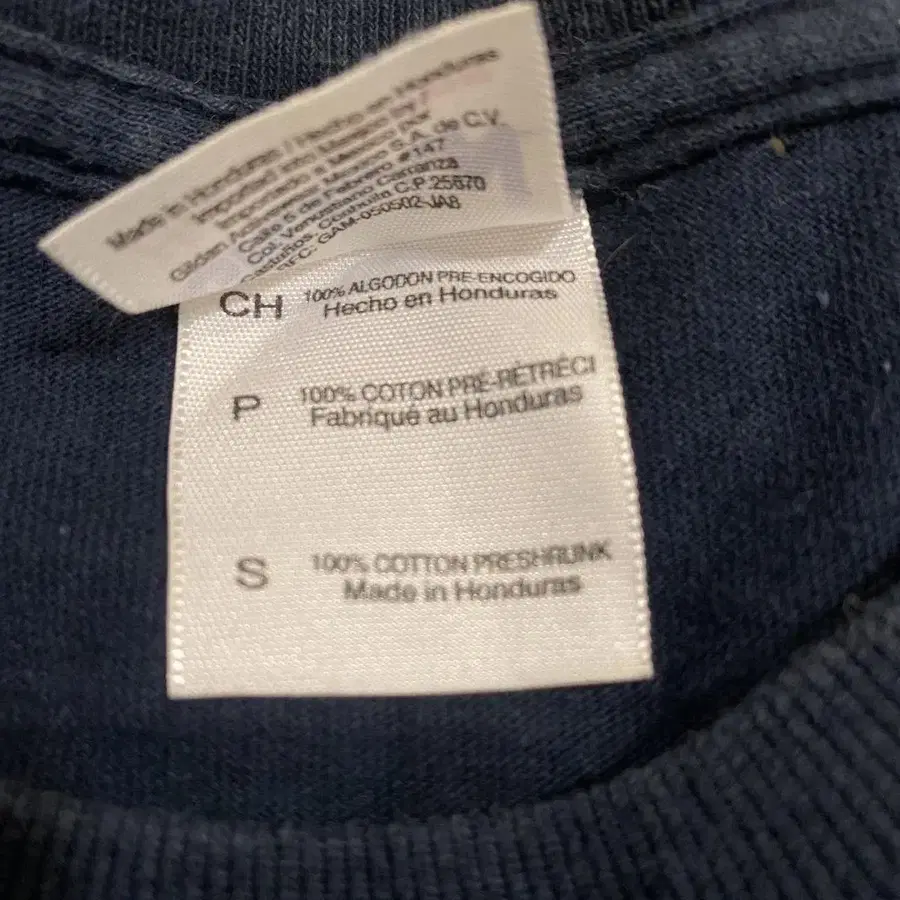 Made in Honduras / Hecho en Honduras
Imported into Mexico by /
Importado a Mexico por
Gildan Activewear Mexico S.A. de C.V.
Calle 5 de Febrero #147
Col. Venustiano Carranza
Castaños, Coahuila C.P. 25870
RFC: GAM-050502-JA8
CH 100% ALGODON PRE-ENCOGIDO
Hecho en Honduras
P 100% COTON PRÉ-RÉTRÉCI
Fabriqué au Honduras
S 100% COTTON PRESHRUNK
Made in Honduras